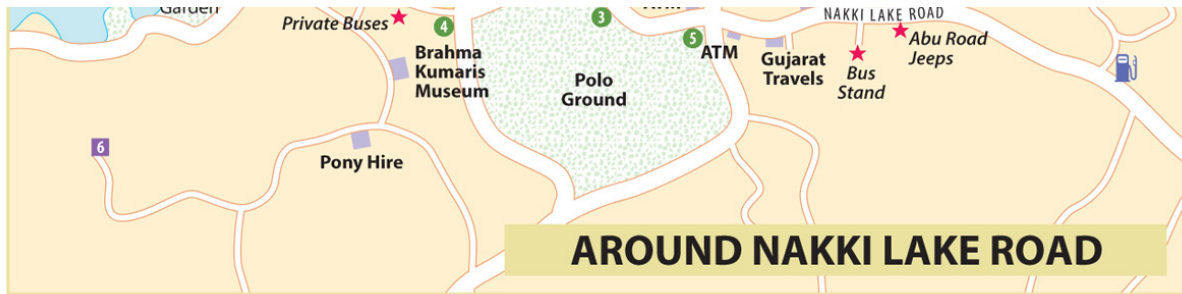 Garden
Private Buses
4
Brahma
Kumaris
Museum
3
5
ATM
Polo
Ground
NAKKI LAKE ROAD
Gujarat
Travels
Bus
Stand
Abu Road
Jeeps
6
Pony Hire
AROUND NAKKI LAKE ROAD